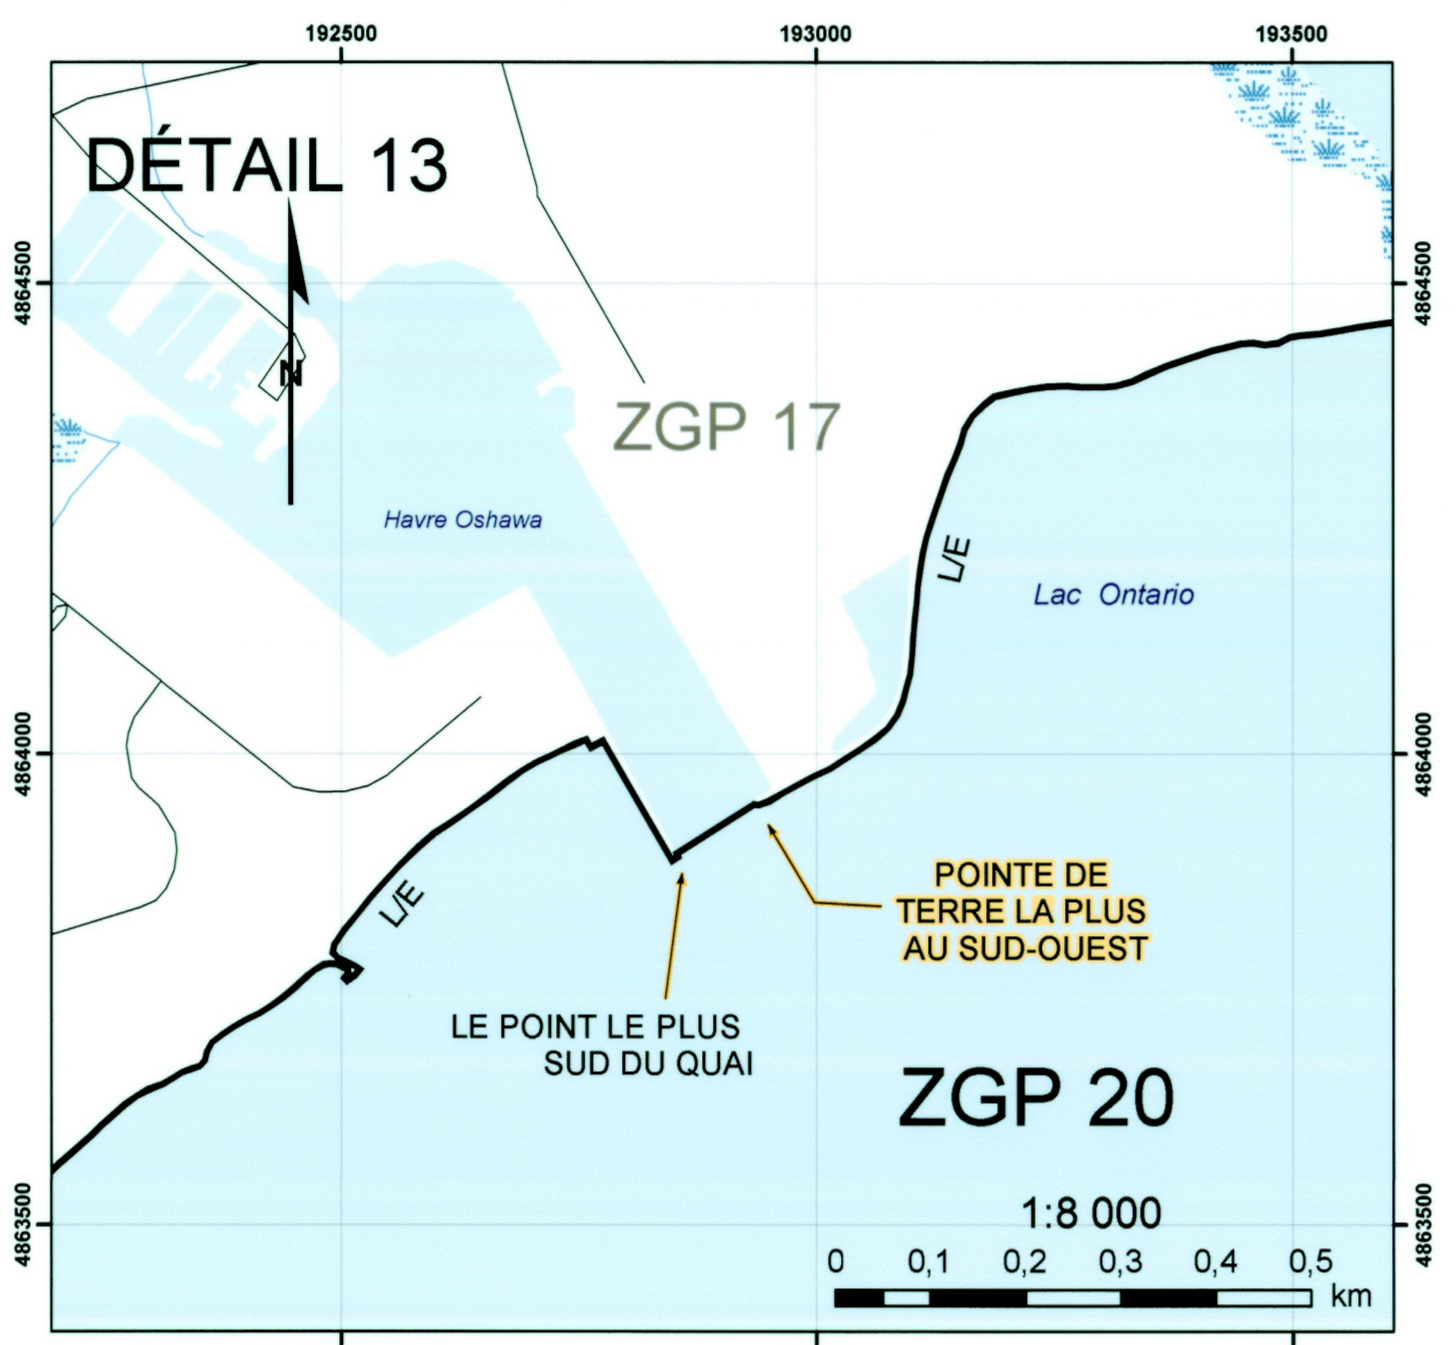 192500 193000 193500
DÉTAIL 13
4864500 4864500
N
ZGP 17
Havre Oshawa
L/E
Lac Ontario
4864000 4864000
POINTE DE
TERRE LA PLUS
AU SUD-OUEST
L/E
LE POINT LE PLUS
SUD DU QUAI
ZGP 20
1:8 000
4863500 4863500
0 0,1 0,2 0,3 0,4 0,5
km